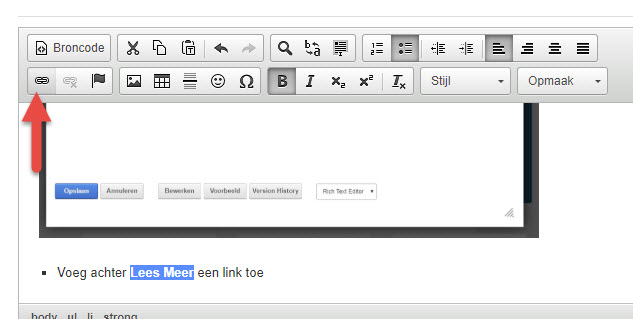 Broncode
Stijl Opmaak
Opslaan Annuleren Bewerken Voorbeeld Version History Rich Text Editor
Voeg achter Lees Meer een link toe
body ul li strong